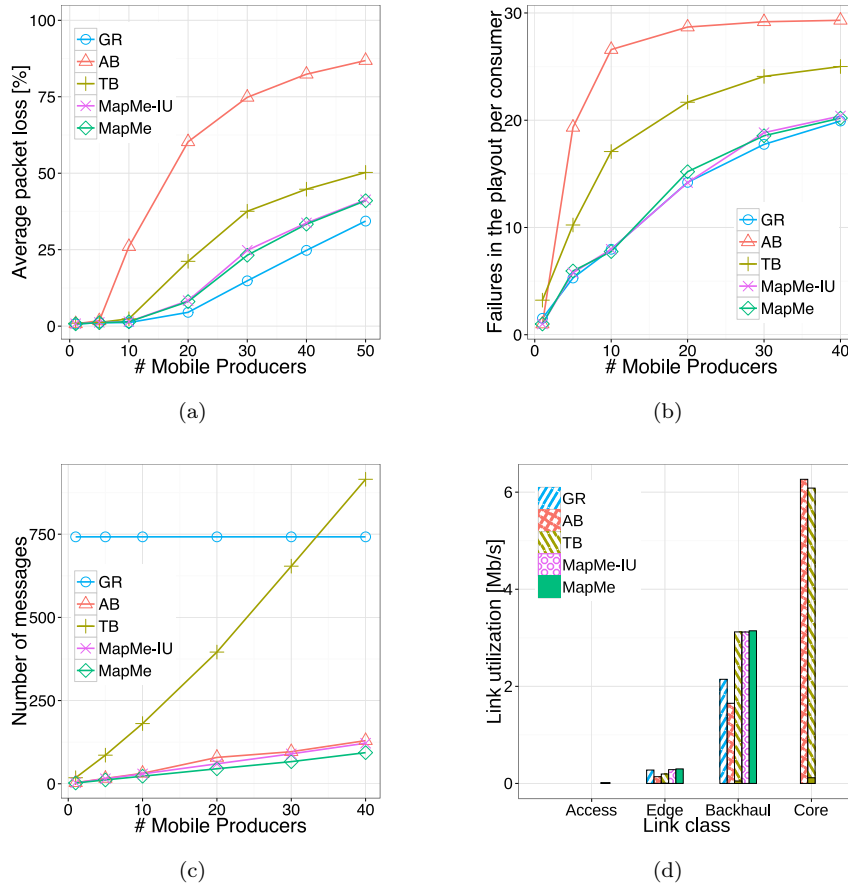 100
75
50
25
0
Average packet loss [%]
GR
AB
TB
MapMe-IU
MapMe
0 10 20 30 40 50
# Mobile Producers
(a)
30
20
10
0
Failures in the playout per consumer
GR
AB
TB
MapMe-IU
MapMe
0 10 20 30 40
# Mobile Producers
(b)
750
500
250
0
Number of messages
GR
AB
TB
MapMe-IU
MapMe
0 10 20 30 40
# Mobile Producers
(c)
6
4
2
0
Link utilization [Mb/s]
GR
AB
TB
MapMe-IU
MapMe
Access Edge Backhaul Core
Link class
(d)